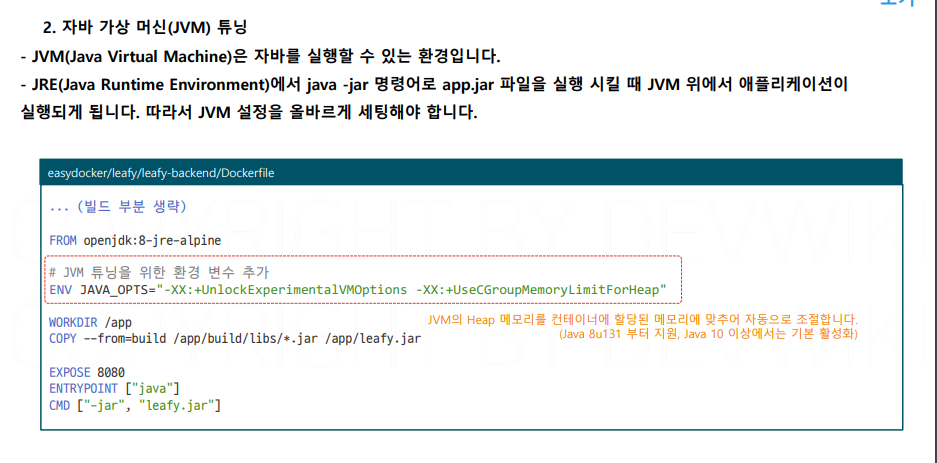 2. 자바 가상 머신(JVM) 튜닝
- JVM(Java Virtual Machine)은 자바를 실행할 수 있는 환경입니다.
- JRE(Java Runtime Environment)에서 java -jar 명령어로 app.jar 파일을 실행 시킬 때 JVM 위에서 애플리케이션이
실행되게 됩니다. 따라서 JVM 설정을 올바르게 세팅해야 합니다.
easydocker/leafy/leafy-backend/Dockerfile
... (빌드 부분 생략)
FROM openjdk:8-jre-alpine
# JVM 튜닝을 위한 환경 변수 추가
ENV JAVA_OPTS="-XX:+UnlockExperimentalVMOptions -XX:+UseCGroupMemoryLimitForHeap"
WORKDIR /app
COPY --from=build /app/build/libs/*.jar /app/leafy.jar
JVM의 Heap 메모리를 컨테이너에 할당된 메모리에 맞추어 자동으로 조절합니다.
(Java 8u131 부터 지원, Java 10 이상에서는 기본 활성화)
EXPOSE 8080
ENTRYPOINT ["java"]
CMD ["-jar", "leafy.jar"]